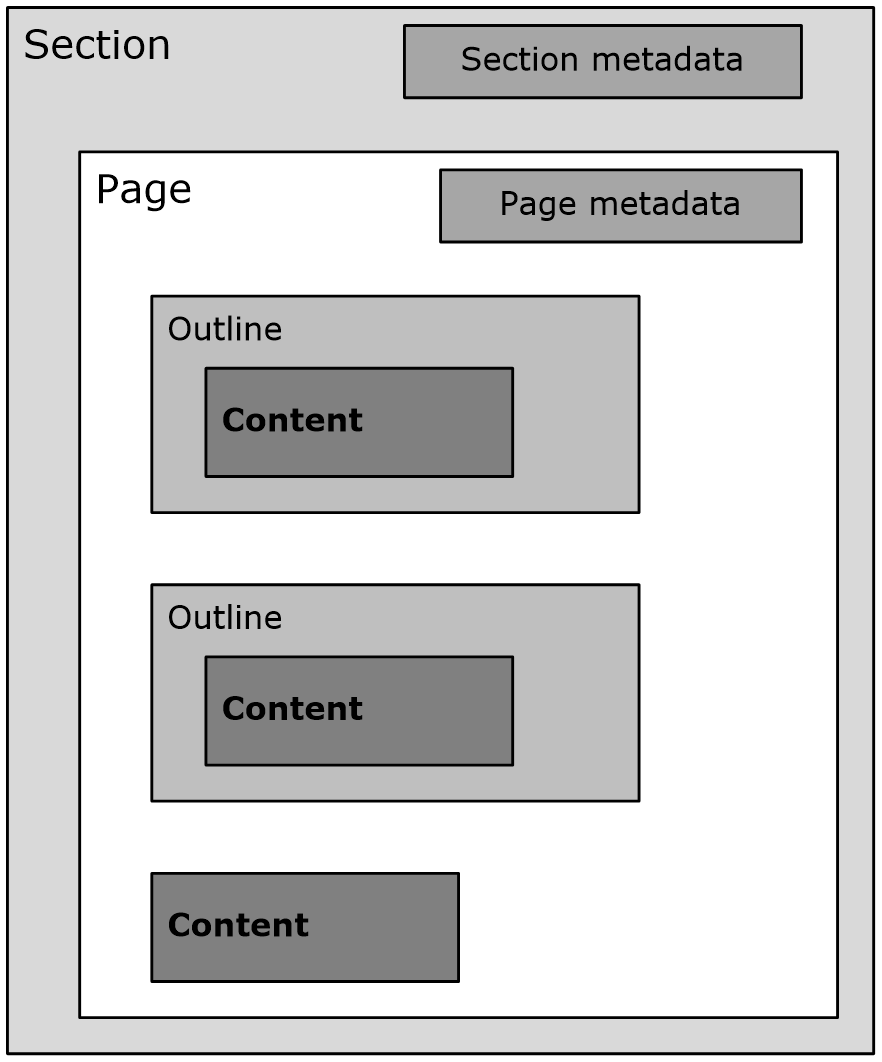 Section
Section metadata
Page
Page metadata
Outline
Content
Outline
Content
Content